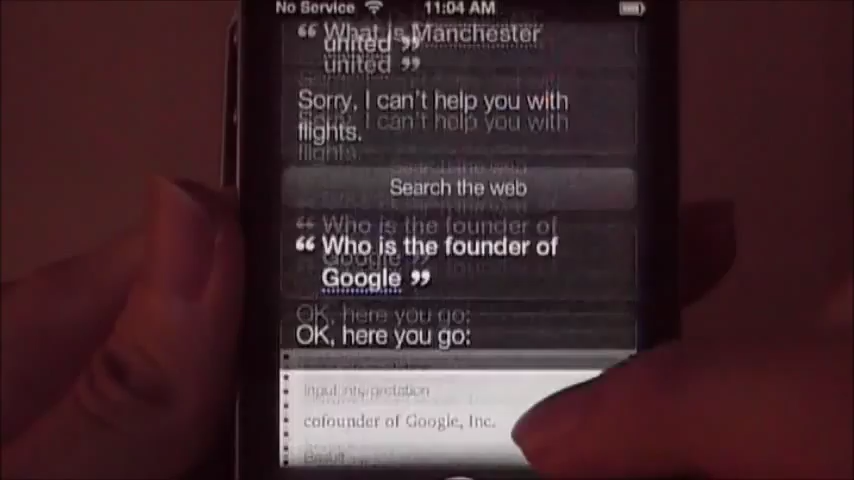 No Service 11:04 AM
“ What is Manchester
united ”
Sorry, I can't help you with
flights.
Search the web
“ Who is the founder of
Google ”
OK, here you go:
Input interpretation
cofounder of Google, Inc.
Result